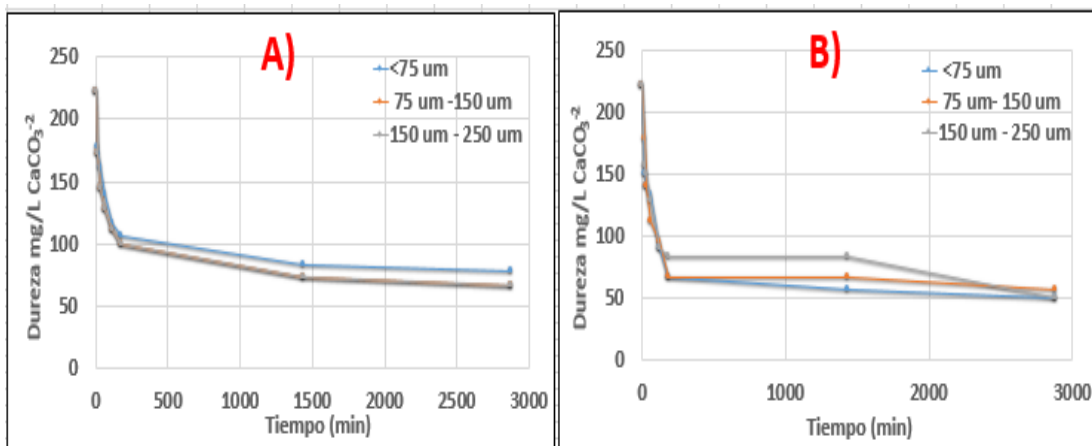 A)
Dureza mg/L CaCO₃⁻²
250
200
150
100
50
0
<75 um
75 um -150 um
150 um - 250 um
0 500 1000 1500 2000 2500 3000
Tiempo (min)
B)
Dureza mg/L CaCO₃⁻²
250
200
150
100
50
0
<75 um
75 um- 150 um
150 um - 250 um
0 1000 2000 3000
Tiempo (min)